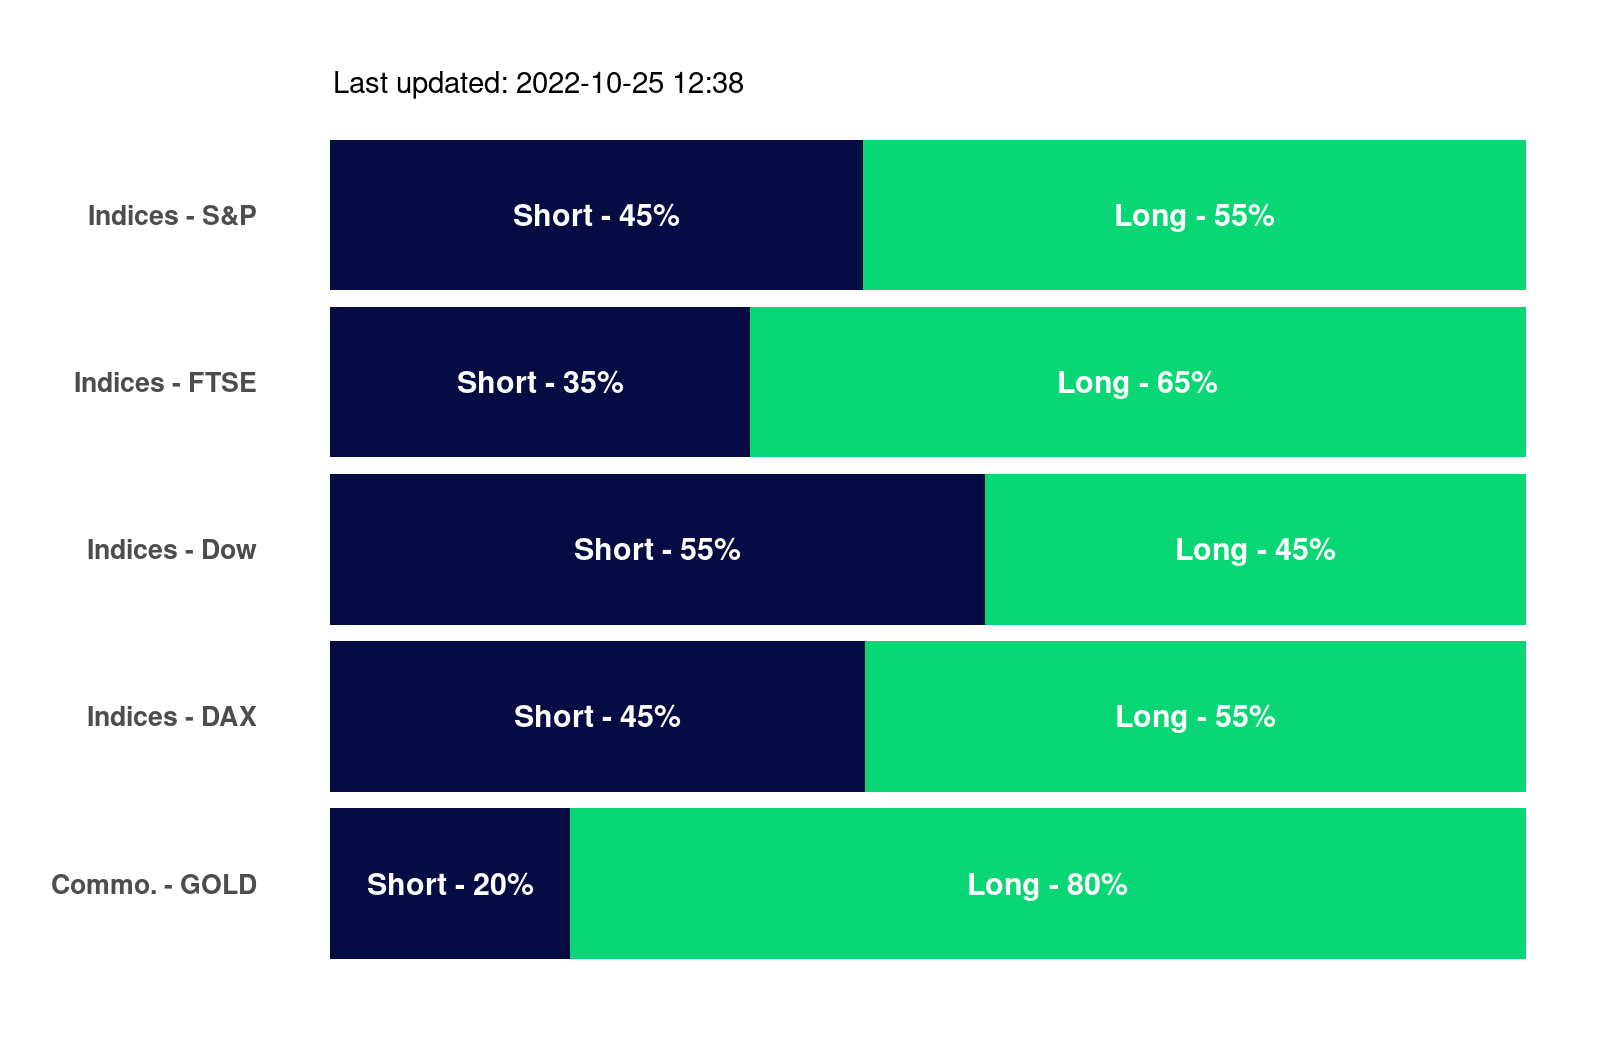 Last updated: 2022-10-25 12:38
Indices - S&P Short - 45% Long - 55%
Indices - FTSE Short - 35% Long - 65%
Indices - Dow Short - 55% Long - 45%
Indices - DAX Short - 45% Long - 55%
Commo. - GOLD Short - 20% Long - 80%